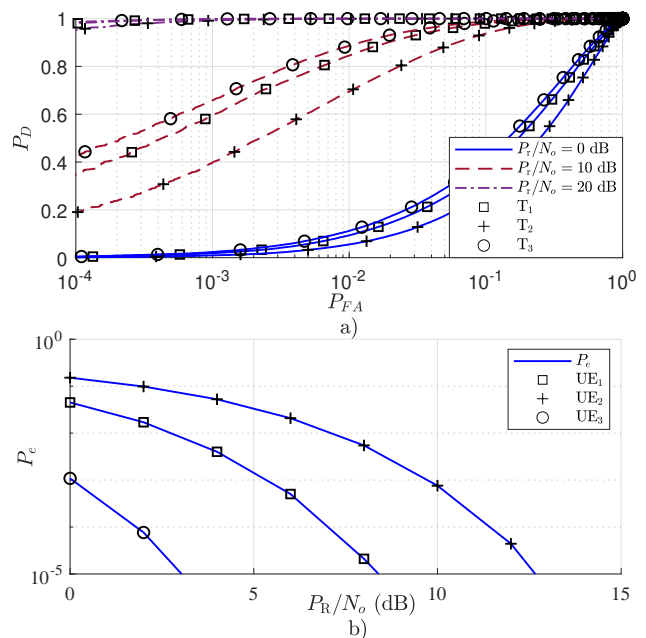 1
0.8
0.6
0.4
0.2
0
P_D
P_r/N_o = 0 dB
P_r/N_o = 10 dB
P_r/N_o = 20 dB
T_1
T_2
T_3
10^-4
10^-3
10^-2
10^-1
10^0
P_FA
a)
10^0
10^-5
P_e
P_e
UE_1
UE_2
UE_3
0
5
10
15
P_R/N_o (dB)
b)